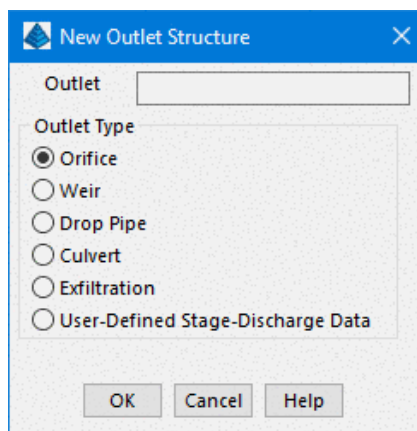 New Outlet Structure
Outlet
Outlet Type
Orifice
Weir
Drop Pipe
Culvert
Exfiltration
User-Defined Stage-Discharge Data
OK Cancel Help